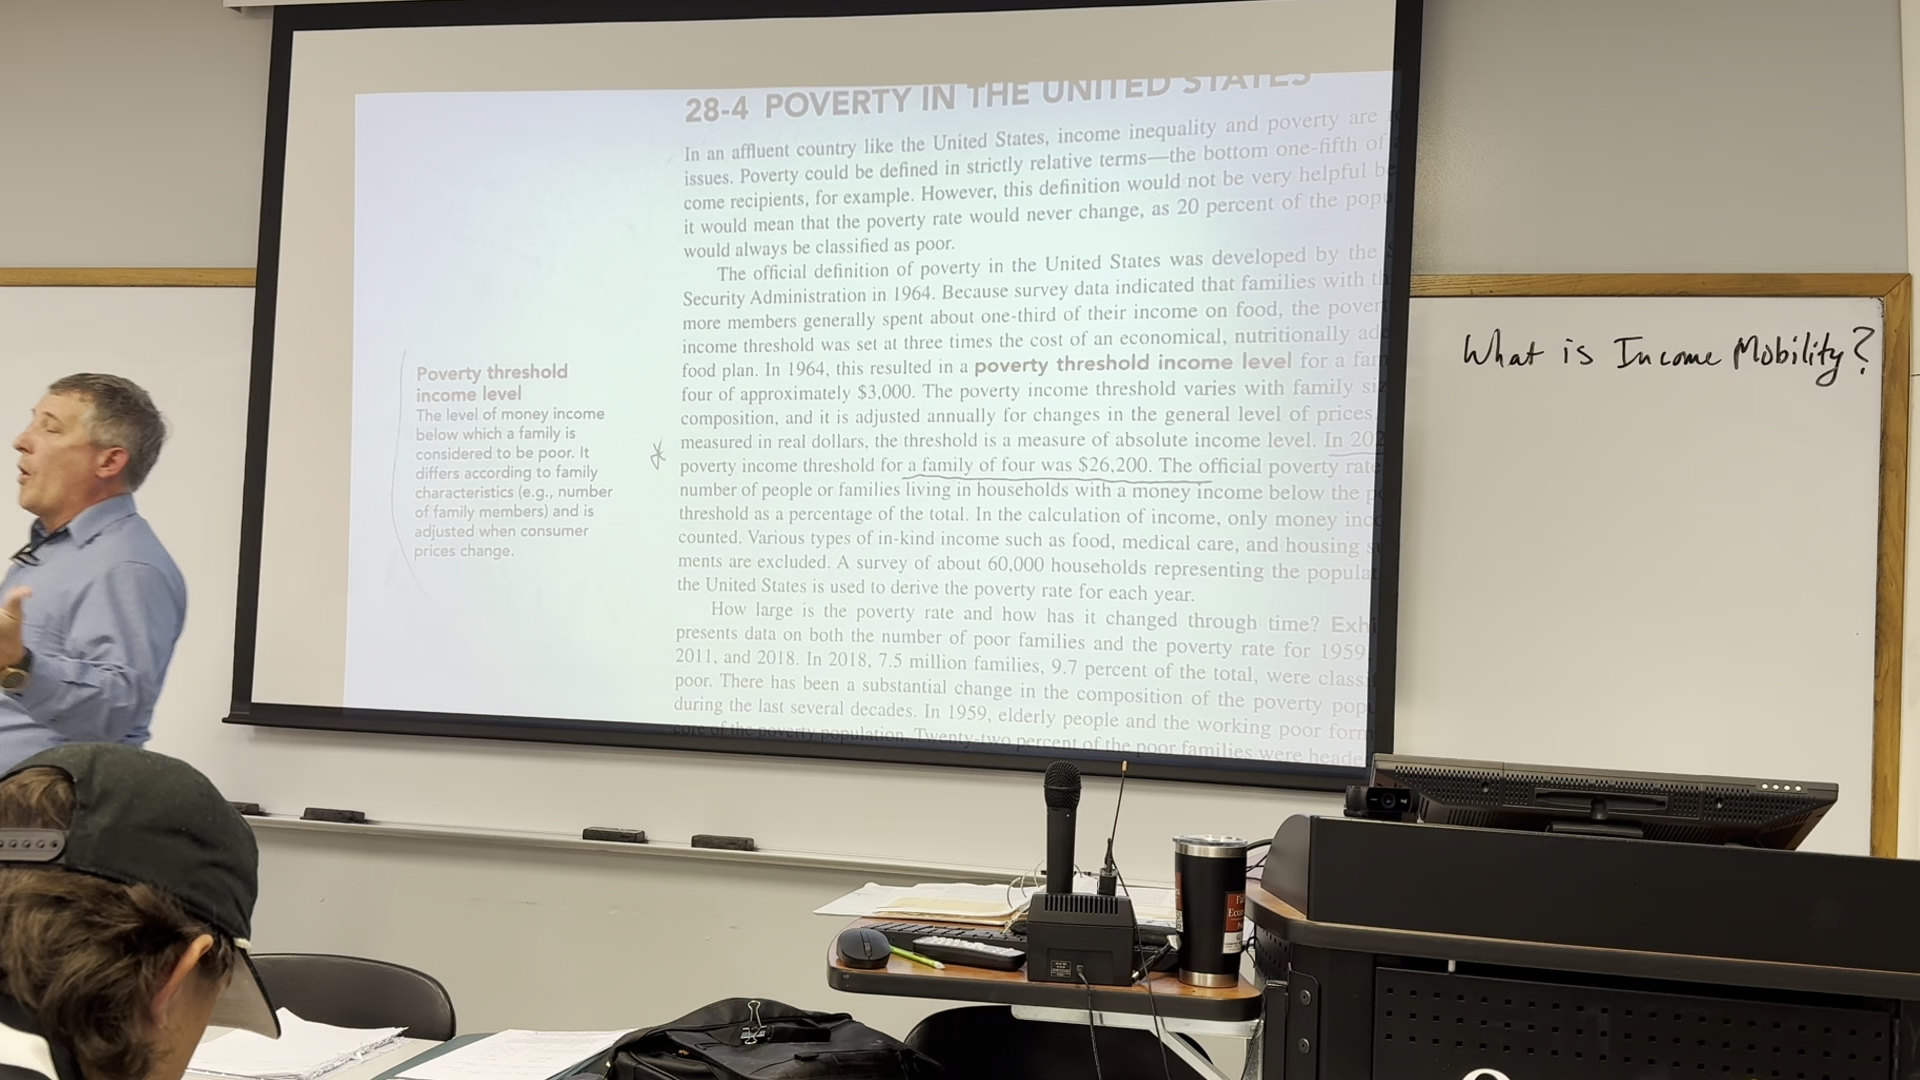 28-4 POVERTY IN THE UNITED STATES
In an affluent country like the United States, income inequality and poverty are
issues. Poverty could be defined in strictly relative terms—the bottom one-fifth of
come recipients, for example. However, this definition would not be very helpful
it would mean that the poverty rate would never change, as 20 percent of the
would always be classified as poor.
The official definition of poverty in the United States was developed by the
Security Administration in 1964. Because survey data indicated that families with
more members generally spent about one-third of their income on food, the
income threshold was set at three times the cost of an economical, nutritionally
food plan. In 1964, this resulted in a poverty threshold income level for a
four of approximately $3,000. The poverty income threshold varies with family
composition, and it is adjusted annually for changes in the general level of prices.
measured in real dollars, the threshold is a measure of absolute income level. In
poverty income threshold for a family of four was $26,200. The official poverty rate
number of people or families living in households with a money income below the
threshold as a percentage of the total. In the calculation of income, only money
counted. Various types of in-kind income such as food, medical care, and housing
ments are excluded. A survey of about 60,000 households representing the
the United States is used to derive the poverty rate for each year.
How large is the poverty rate and how has it changed through time?
presents data on both the number of poor families and the poverty rate for 1959
2011, and 2018. In 2018, 7.5 million families, 9.7 percent of the total, were
poor. There has been a substantial change in the composition of the poverty
during the last several decades. In 1959, elderly people and the working poor
core of the poverty population. Twenty-two percent of the poor families were
Poverty threshold
income level
The level of money income
below which a family is
considered to be poor. It
differs according to family
characteristics (e.g., number
of family members) and is
adjusted when consumer
prices change.
What is Income Mobility?